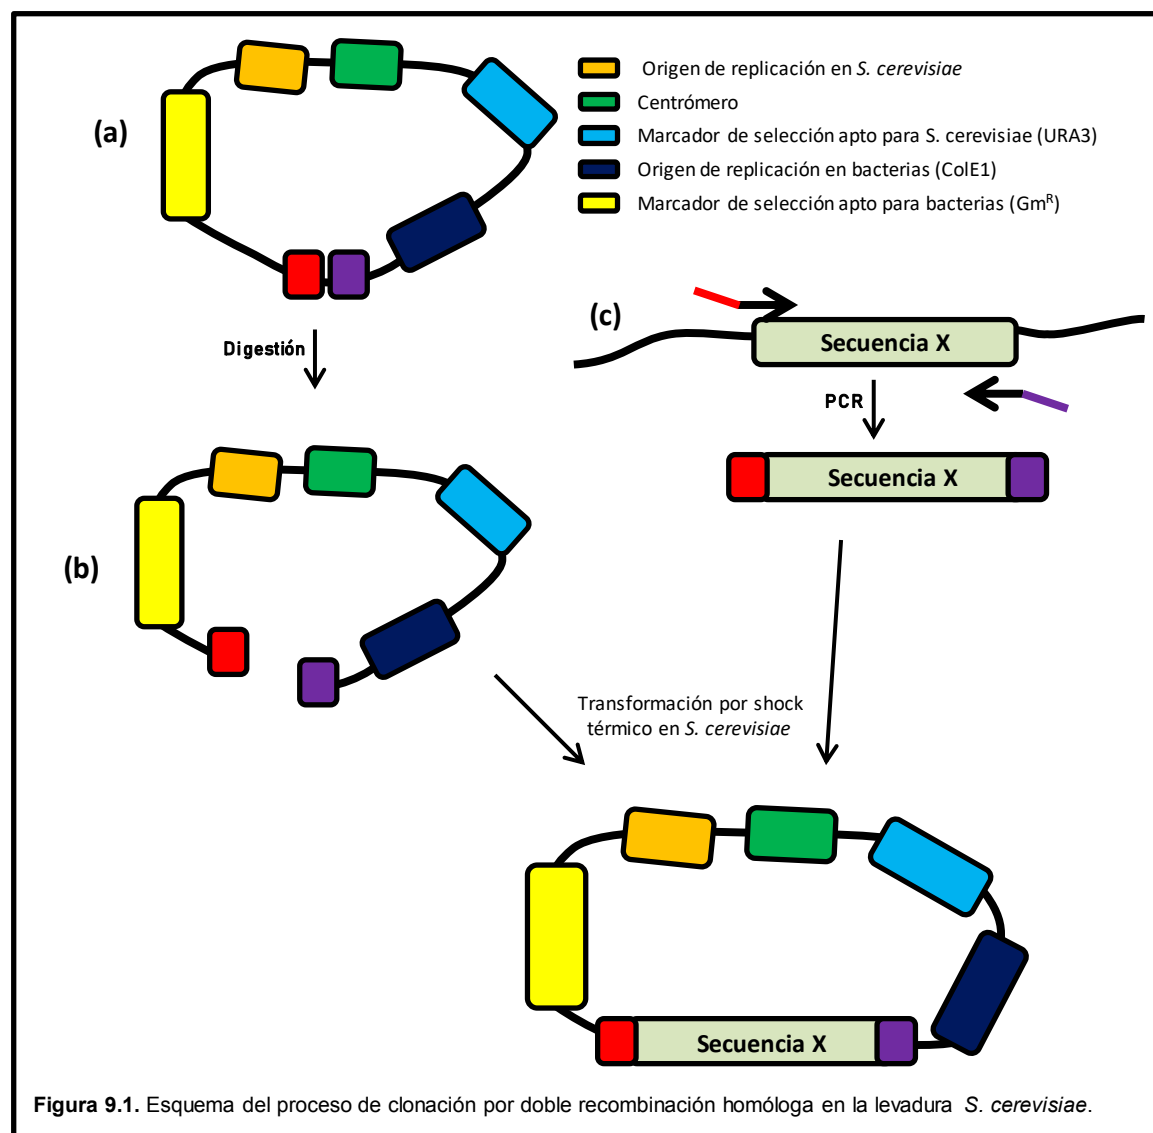 (a)
Origen de replicación en S. cerevisiae
Centrómero
Marcador de selección apto para S. cerevisiae (URA3)
Origen de replicación en bacterias (ColE1)
Marcador de selección apto para bacterias (Gm^R)
Digestión
(c)
Secuencia X
PCR
Secuencia X
(b)
Transformación por shock
térmico en S. cerevisiae
Secuencia X
Figura 9.1. Esquema del proceso de clonación por doble recombinación homóloga en la levadura S. cerevisiae.